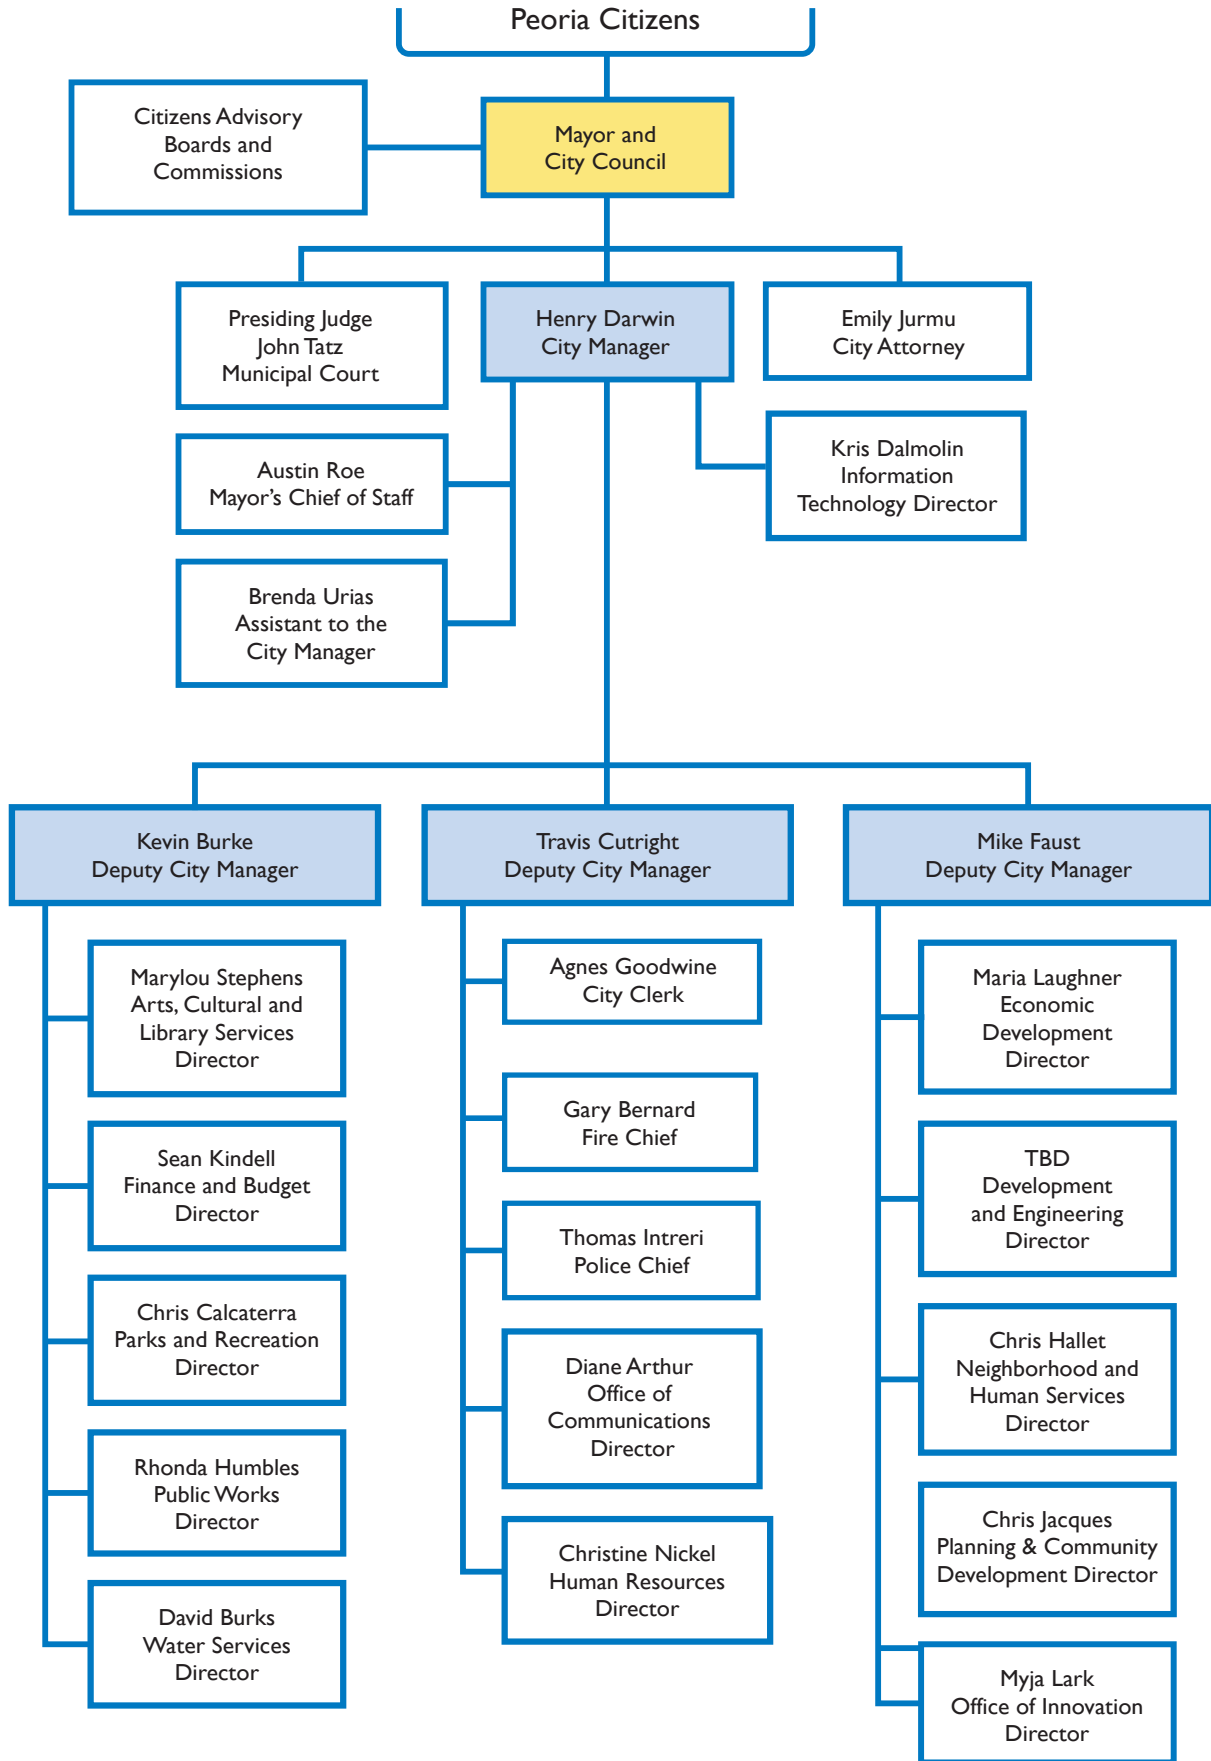 Peoria Citizens
Citizens Advisory
Boards and
Commissions
Mayor and
City Council
Presiding Judge
John Tatz
Municipal Court
Henry Darwin
City Manager
Emily Jurmu
City Attorney
Austin Roe
Mayor's Chief of Staff
Kris Dalmolin
Information
Technology Director
Brenda Urias
Assistant to the
City Manager
Kevin Burke
Deputy City Manager
Travis Cutright
Deputy City Manager
Mike Faust
Deputy City Manager
Marylou Stephens
Arts, Cultural and
Library Services
Director
Sean Kindell
Finance and Budget
Director
Chris Calcaterra
Parks and Recreation
Director
Rhonda Humbles
Public Works
Director
David Burks
Water Services
Director
Agnes Goodwine
City Clerk
Gary Bernard
Fire Chief
Thomas Intreri
Police Chief
Diane Arthur
Office of
Communications
Director
Christine Nickel
Human Resources
Director
Maria Laughner
Economic
Development
Director
TBD
Development
and Engineering
Director
Chris Hallet
Neighborhood and
Human Services
Director
Chris Jacques
Planning & Community
Development Director
Myja Lark
Office of Innovation
Director